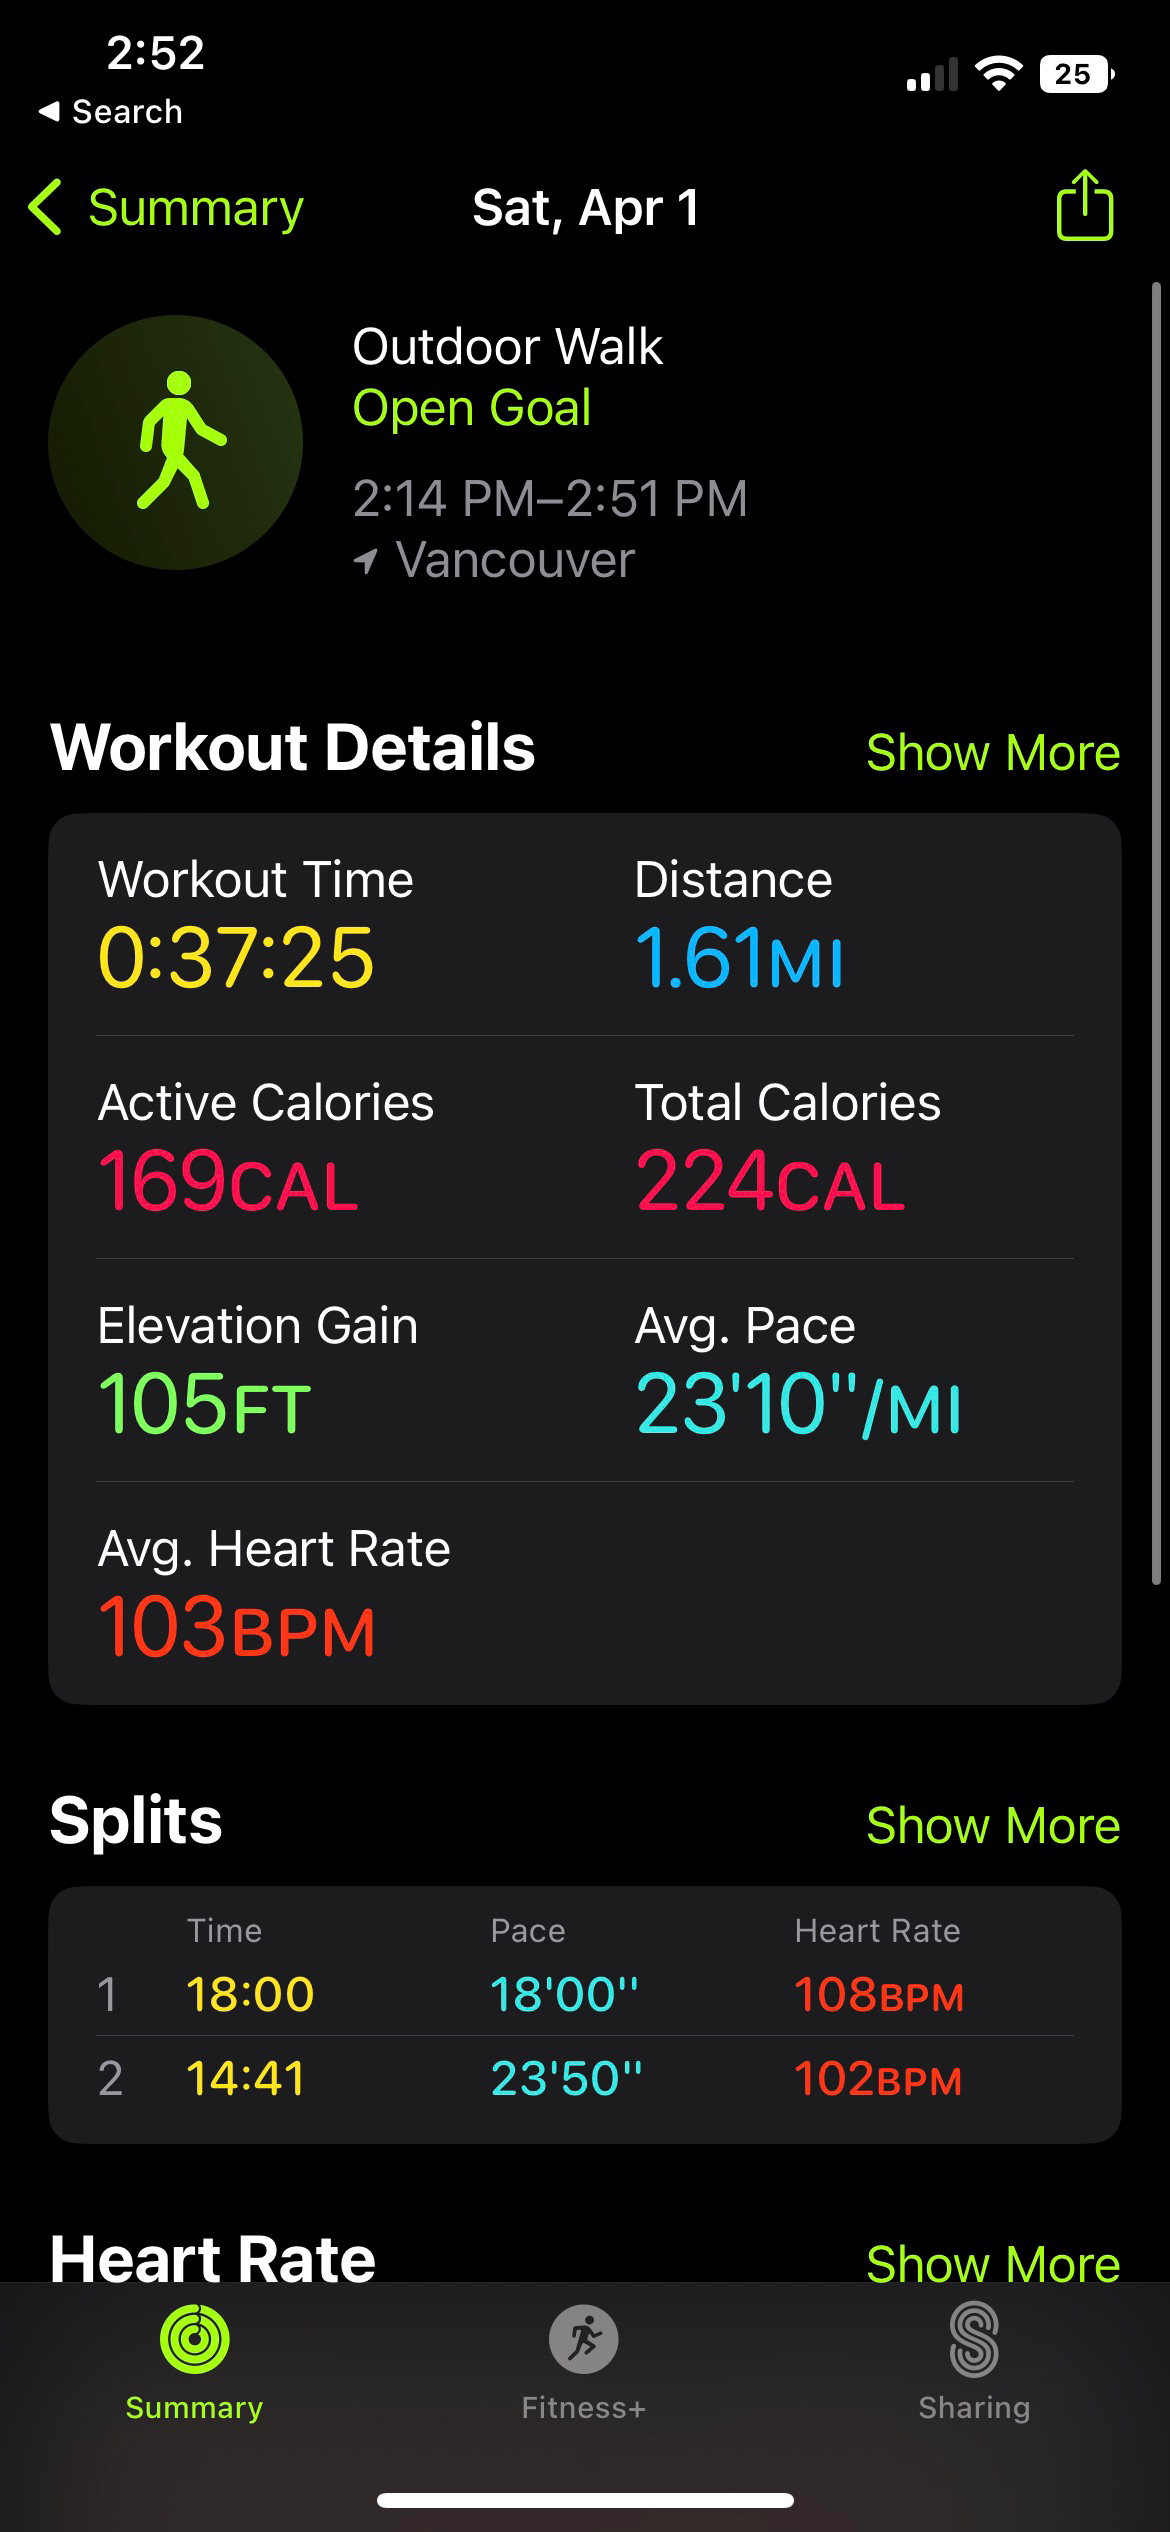 2:52
25
Search
Summary
Sat, Apr 1
Outdoor Walk
Open Goal
2:14 PM–2:51 PM
Vancouver
Workout Details
Show More
Workout Time
Distance
0:37:25
1.61MI
Active Calories
Total Calories
169CAL
224CAL
Elevation Gain
Avg. Pace
105FT
23'10"/MI
Avg. Heart Rate
103BPM
Splits
Show More
Time Pace Heart Rate
1 18:00 18'00'' 108BPM
2 14:41 23'50'' 102BPM
Heart Rate
Show More
Summary
Fitness+
Sharing